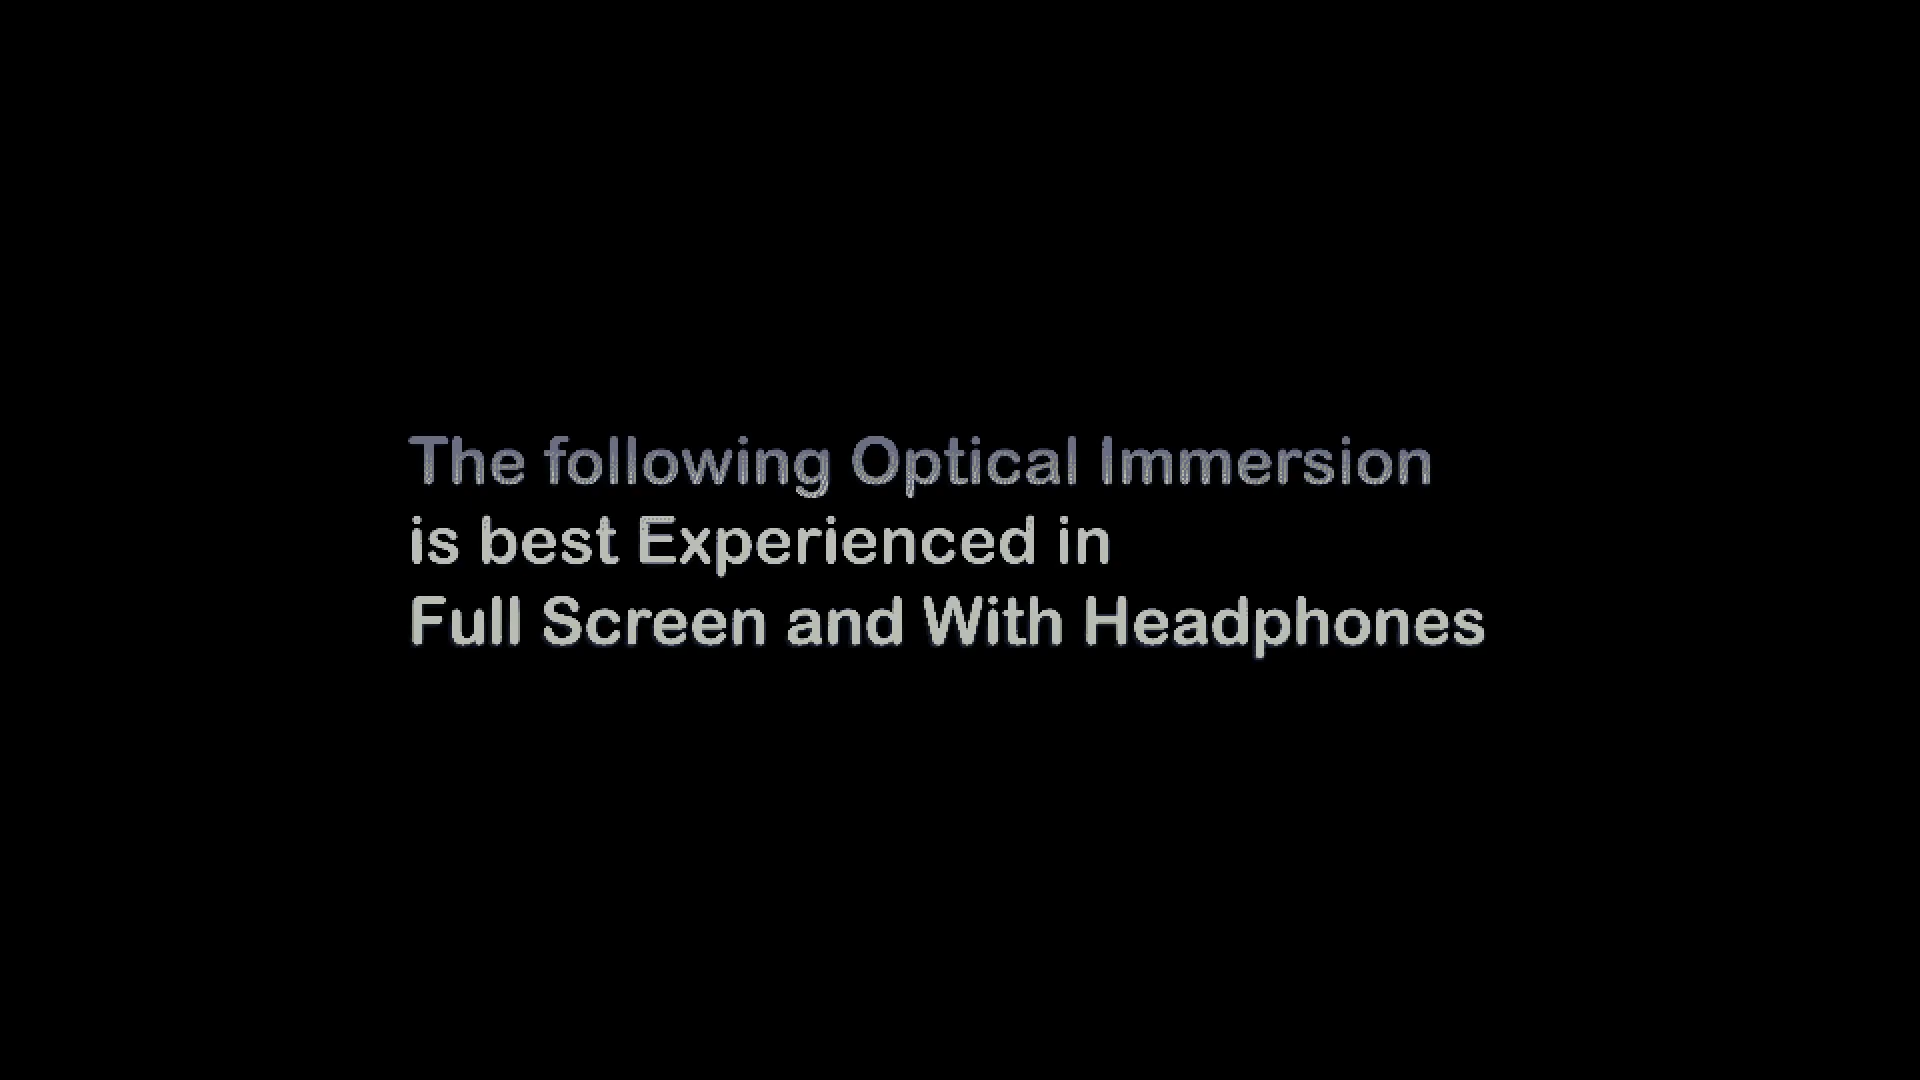 The following Optical Immersion
is best Experienced in
Full Screen and With Headphones